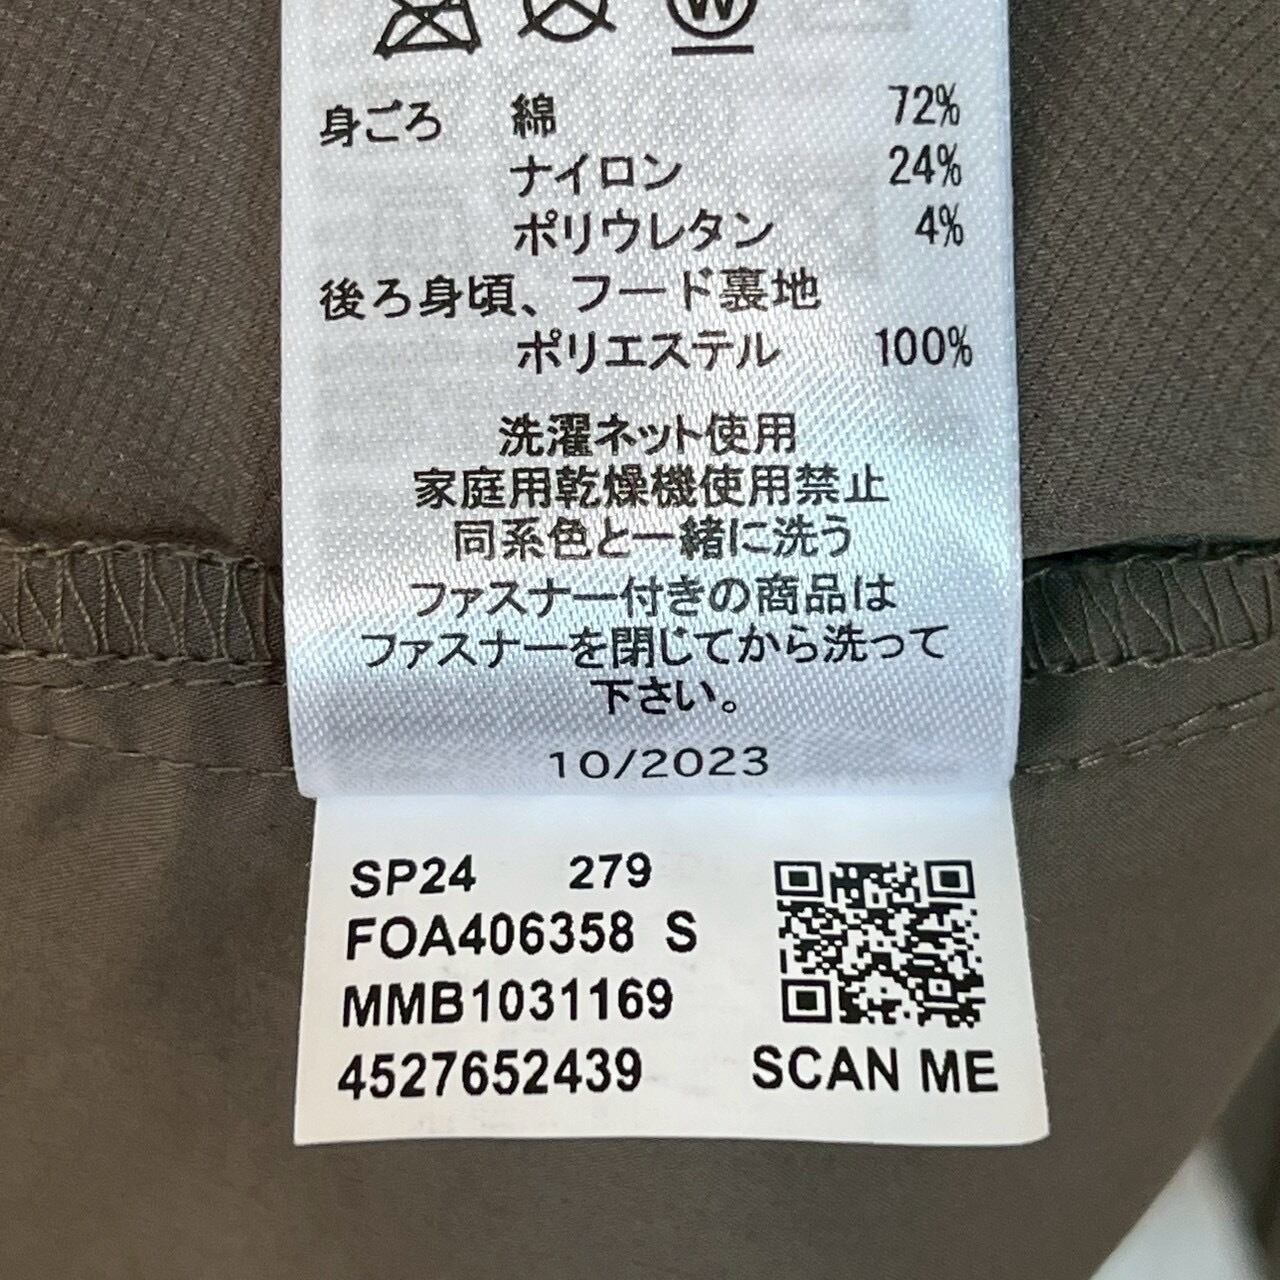 W
身ごろ 綿 72%
ナイロン 24%
ポリウレタン 4%
後ろ身頃、フード裏地
ポリエステル 100%
洗濯ネット使用
家庭用乾燥機使用禁止
同系色と一緒に洗う
ファスナー付きの商品は
ファスナーを閉じてから洗って
下さい。
10/2023
SP24 279
FOA406358 S
MMB1031169
4527652439
SCAN ME